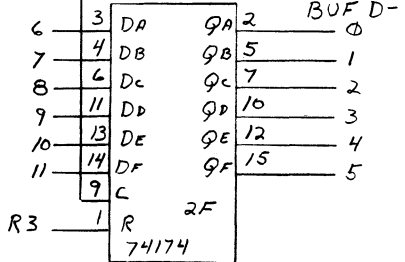 BUF D-
6 3 DA QA 2 0
7 4 DB QB 5 1
8 6 DC QC 7 2
9 11 DD QD 10 3
10 13 DE QE 12 4
11 14 DF QF 15 5
9 C
R3 1 R 2F
74174